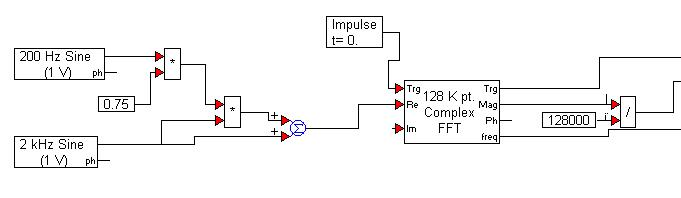 Impulse
t= 0.
200 Hz Sine
(1 V)
ph
*
0.75
*
+
+
Σ
2 kHz Sine
(1 V)
ph
Trg
Re
Im
128 K pt.
Complex
FFT
Trg
Mag
Ph
freq
128000
/